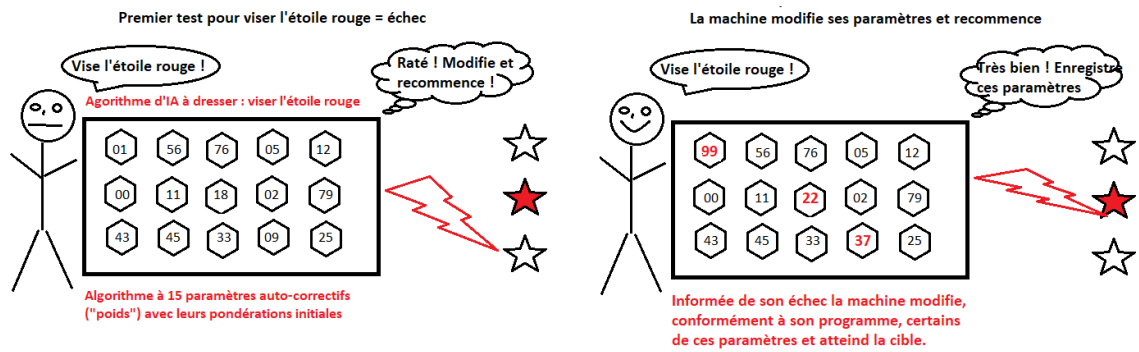 Premier test pour viser l'étoile rouge = échec
Vise l'étoile rouge !
Raté ! Modifie et
recommence !
Agorithme d'IA à dresser : viser l'étoile rouge
01 56 76 05 12
00 11 18 02 79
43 45 33 09 25
Algorithme à 15 paramètres auto-correctifs
("poids") avec leurs pondérations initiales
La machine modifie ses paramètres et recommence
Vise l'étoile rouge !
Très bien ! Enregistre
ces paramètres
99 56 76 05 12
00 11 22 02 79
43 45 33 37 25
Informée de son échec la machine modifie,
conformément à son programme, certains
de ces paramètres et atteind la cible.